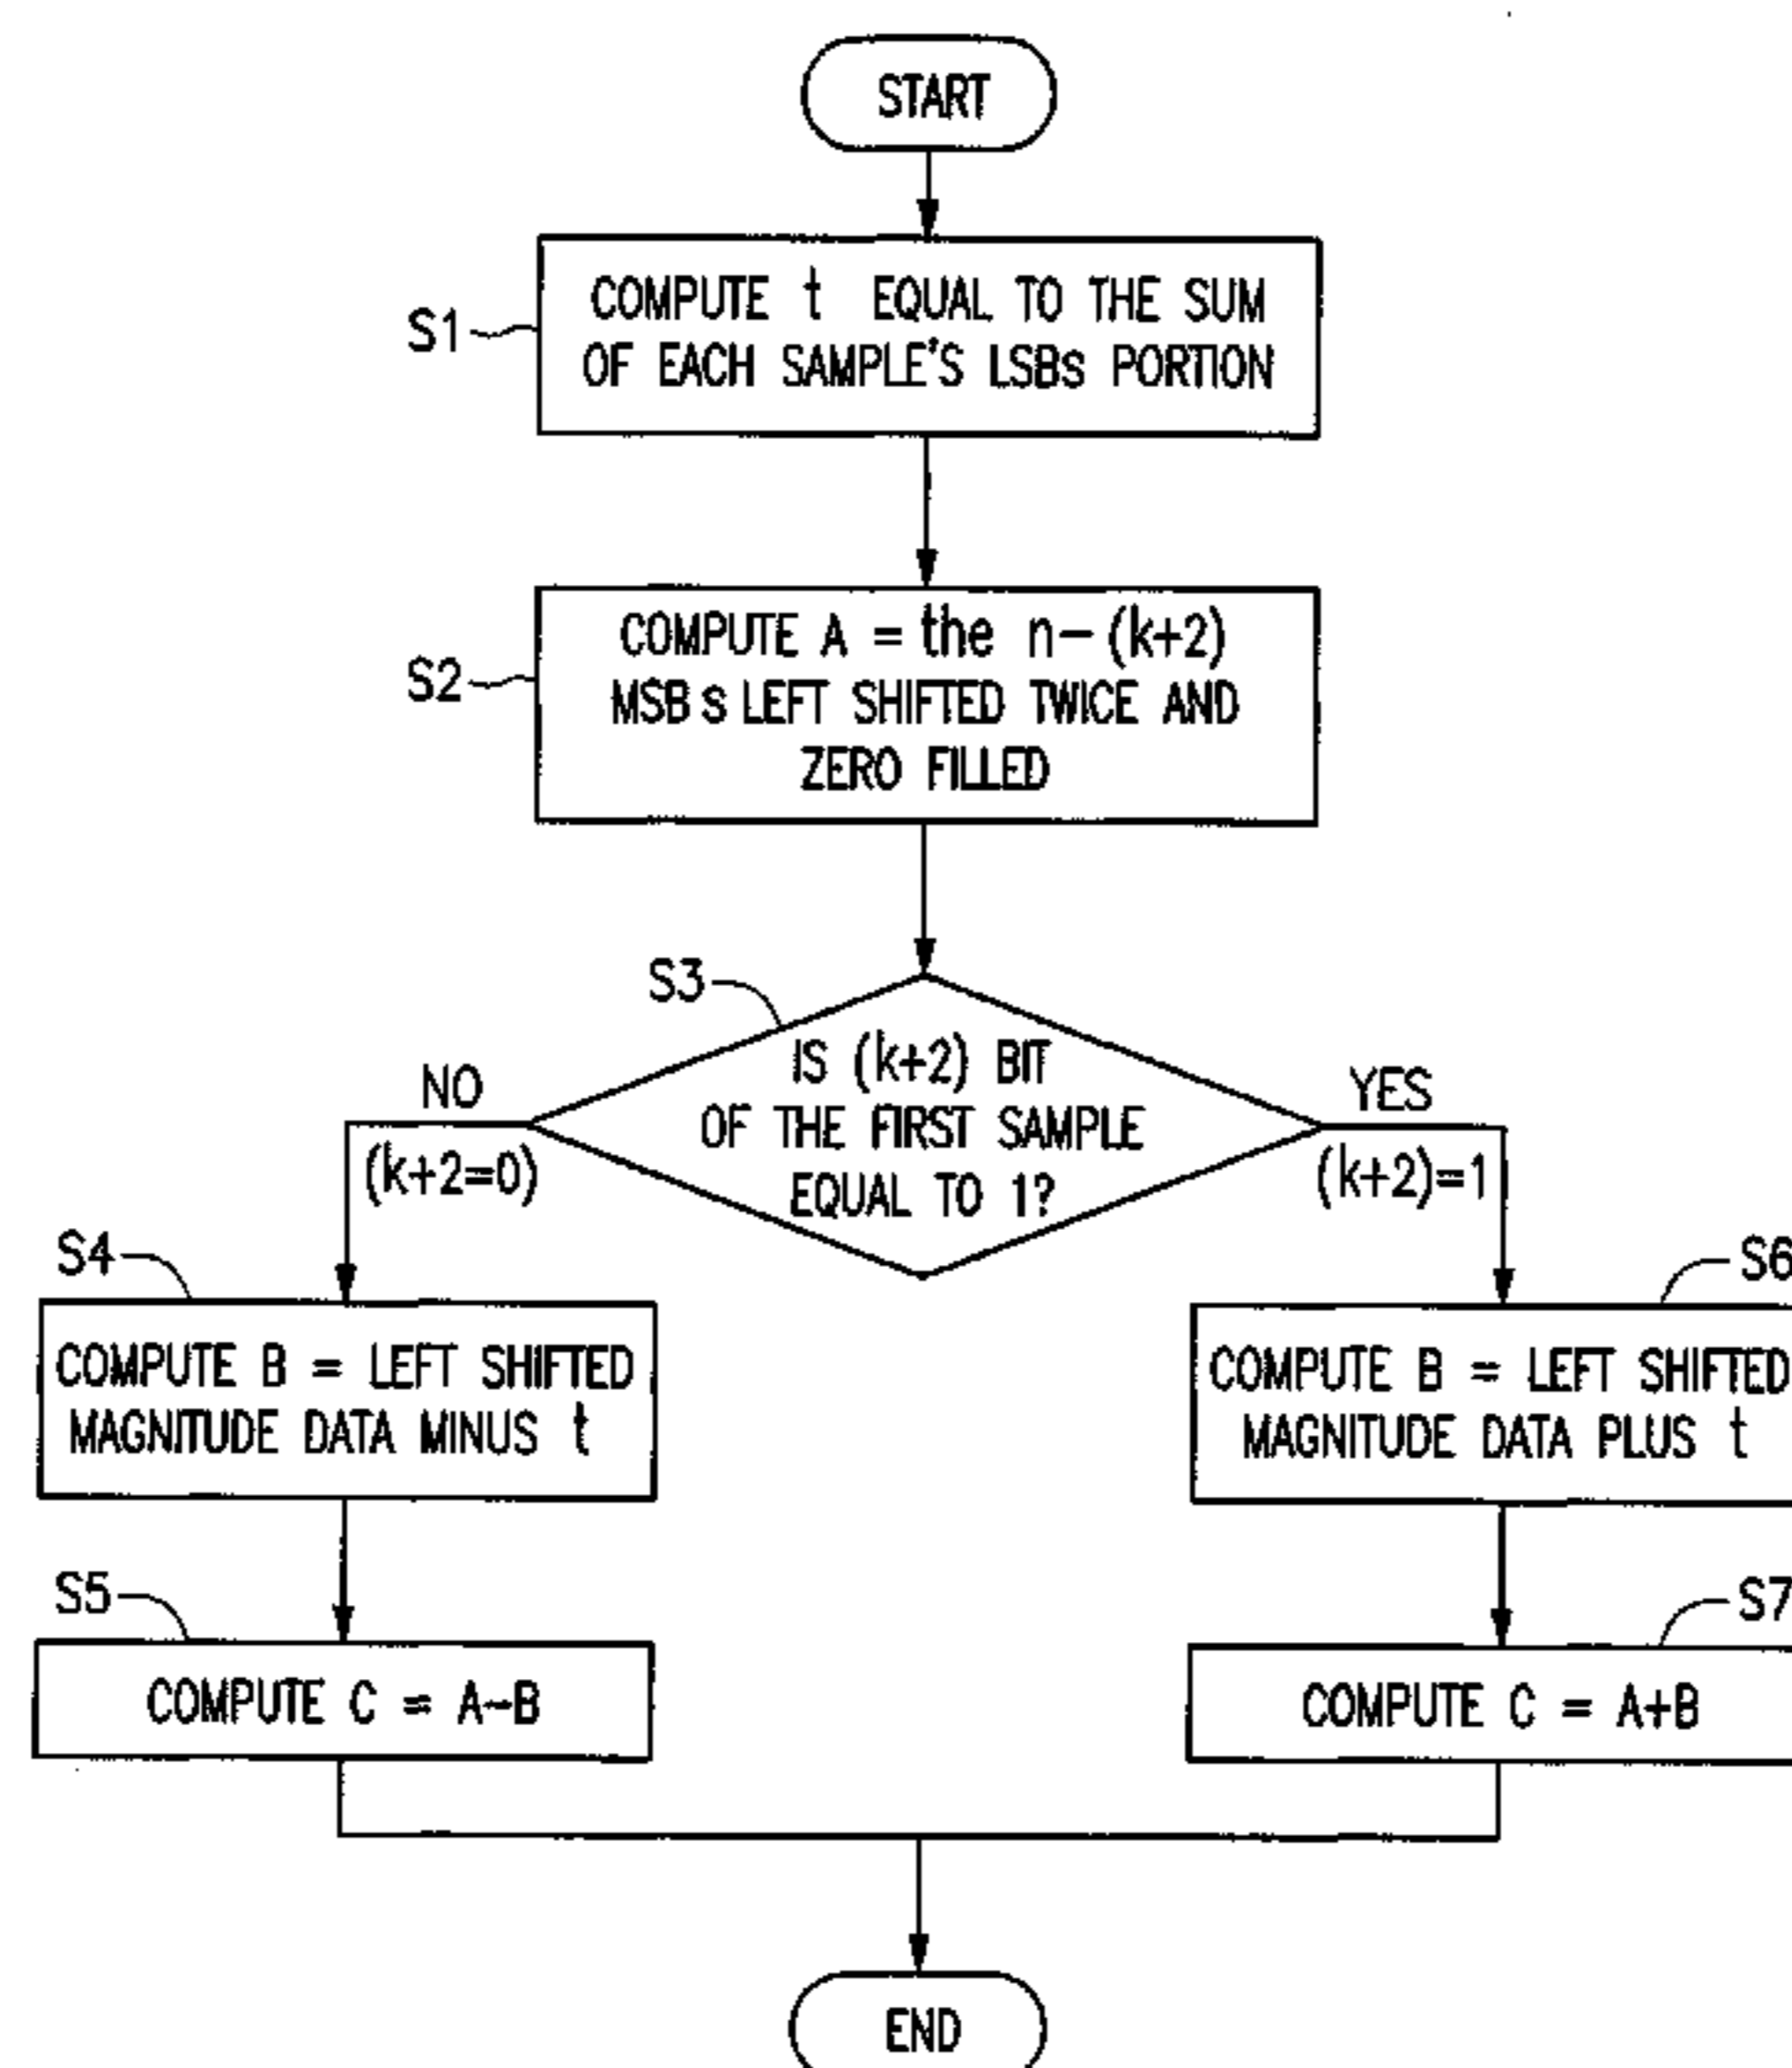 START
S1
COMPUTE t EQUAL TO THE SUM
OF EACH SAMPLE'S LSBs PORTION
S2
COMPUTE A = the n-(k+2)
MSBs LEFT SHIFTED TWICE AND
ZERO FILLED
S3
IS (k+2) BIT
OF THE FIRST SAMPLE
EQUAL TO 1?
NO
(k+2=0)
YES
(k+2)=1
S4
COMPUTE B = LEFT SHIFTED
MAGNITUDE DATA MINUS t
S6
COMPUTE B = LEFT SHIFTED
MAGNITUDE DATA PLUS t
S5
COMPUTE C = A-B
S7
COMPUTE C = A+B
END